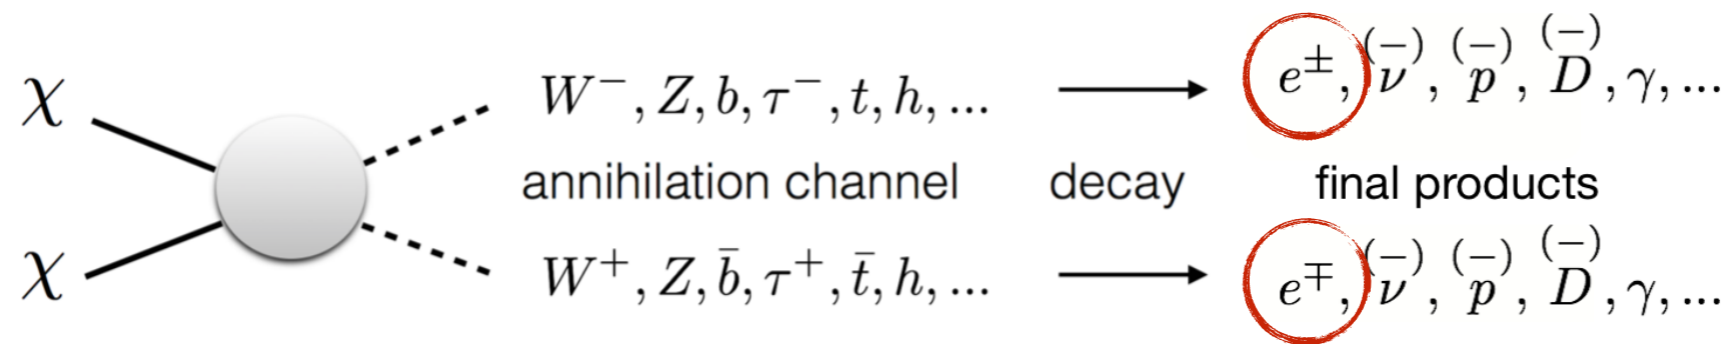 χ W⁻, Z, b, τ⁻, t, h, ... e±, (−)ν, (−)p, (−)D, γ, ...
annihilation channel decay final products
χ W⁺, Z, b̄, τ⁺, t̄, h, ... e∓, (−)ν, (−)p, (−)D, γ, ...